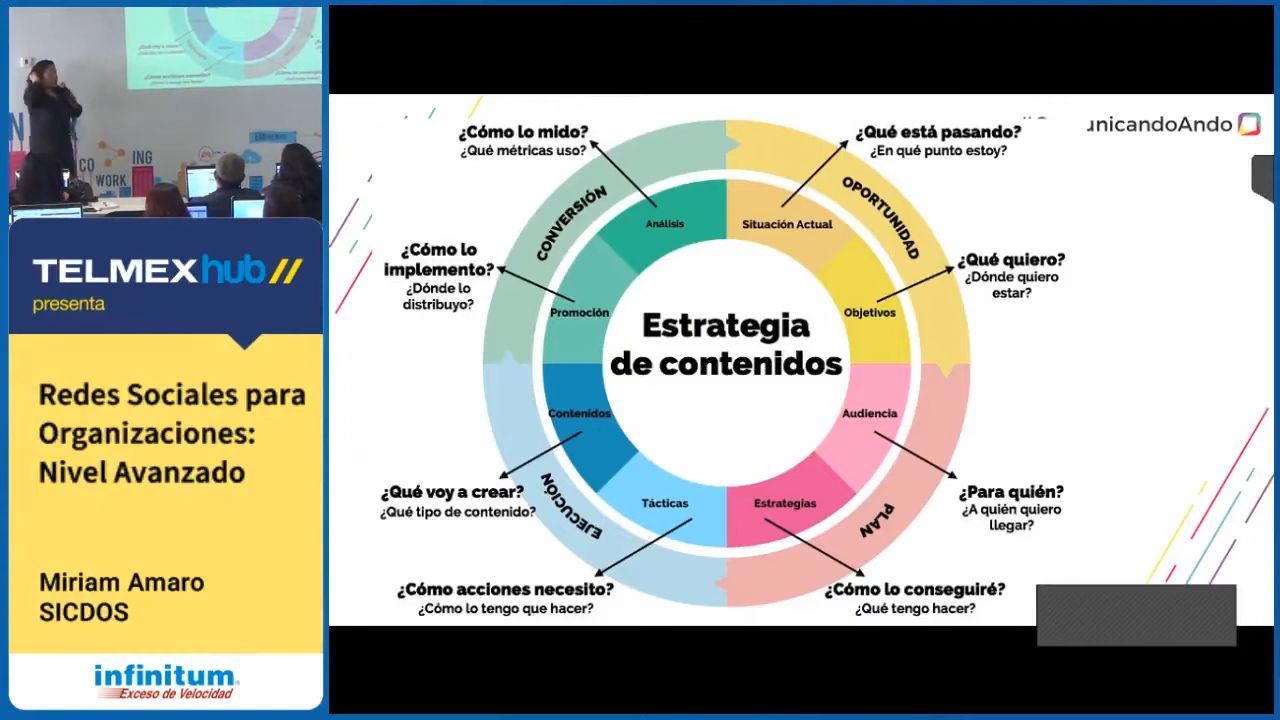 ING
CO
WORK
TELMEXhub//
presenta
Redes Sociales para
Organizaciones:
Nivel Avanzado
Miriam Amaro
SICDOS
infinitum
Exceso de Velocidad
unicandoAndo
¿Cómo lo mido?
¿Qué métricas uso?
¿Qué está pasando?
¿En qué punto estoy?
CONVERSIÓN
OPORTUNIDAD
Análisis
Situación Actual
¿Cómo lo
implemento?
¿Dónde lo
distribuyo?
¿Qué quiero?
¿Dónde quiero
estar?
Promoción
Objetivos
Estrategia
de contenidos
Contenidos
Audiencia
¿Qué voy a crear?
¿Qué tipo de contenido?
¿Para quién?
¿A quién quiero
llegar?
EJECUCIÓN
PLAN
Tácticas
Estrategias
¿Cómo acciones necesito?
¿Cómo lo tengo que hacer?
¿Cómo lo conseguiré?
¿Qué tengo hacer?